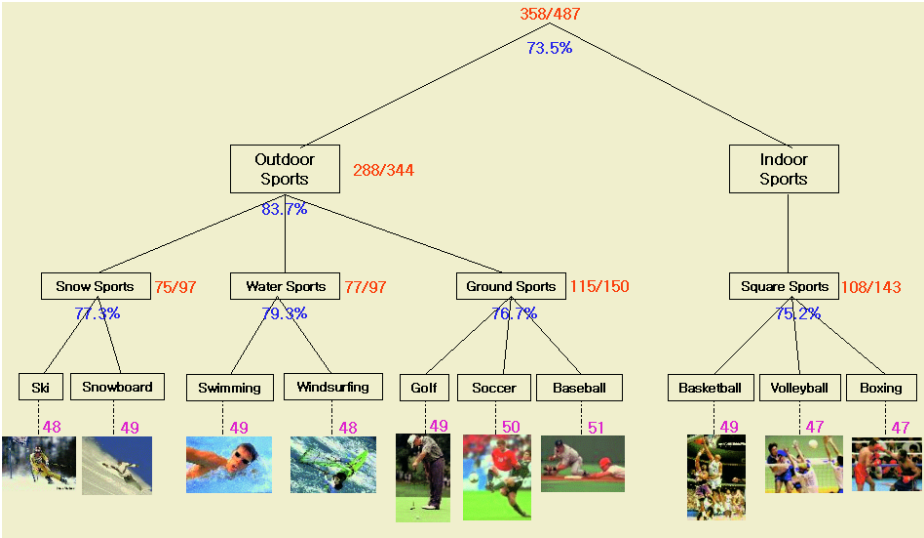 358/487
73.5%
Outdoor
Sports
288/344
Indoor
Sports
83.7%
Snow Sports
75/97
Water Sports
77/97
Ground Sports
115/150
Square Sports
108/143
77.3%
79.3%
76.7%
75.2%
Ski
Snowboard
Swimming
Windsurfing
Golf
Soccer
Baseball
Basketball
Volleyball
Boxing
48
49
49
48
49
50
51
49
47
47